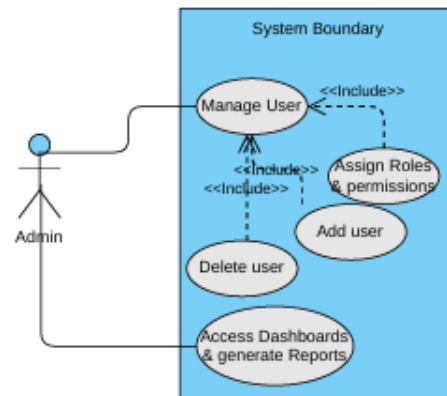 System Boundary
<<Include>>
Manage User
Assign Roles
& permissions
<<Include>>
<<Include>>
Add user
Admin
Delete user
Access Dashboards
& generate Reports